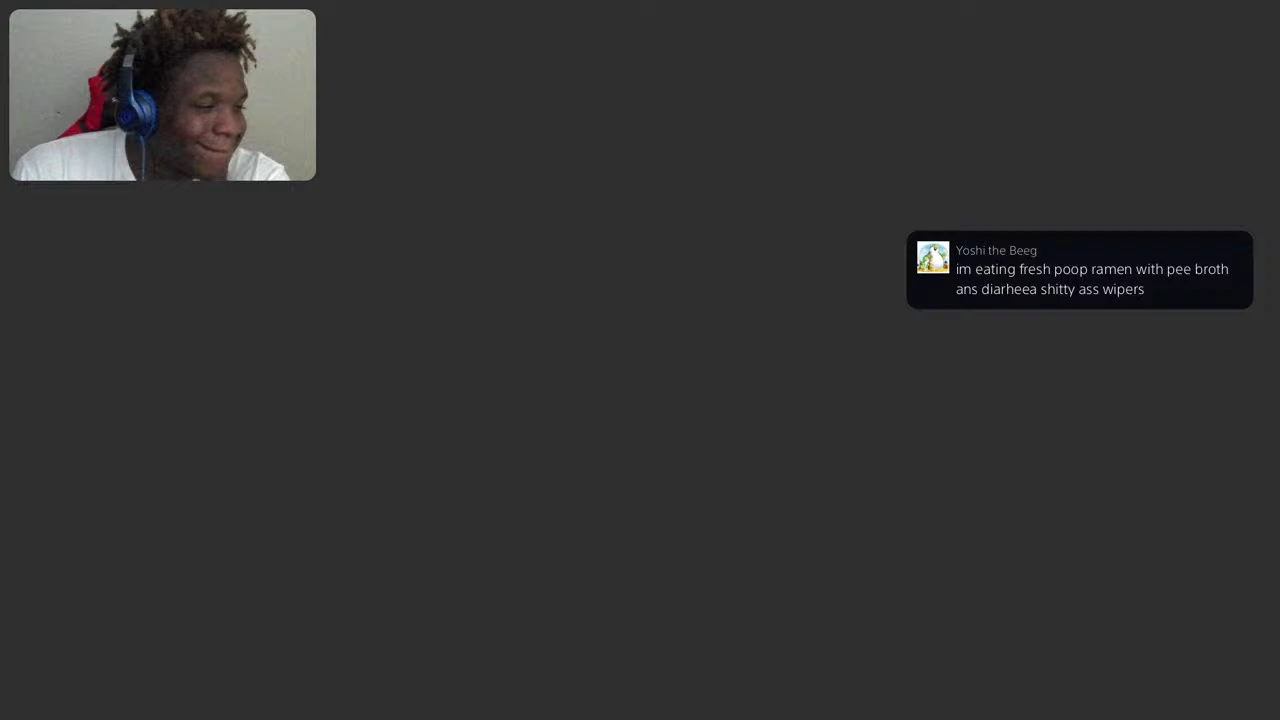 Yoshi the Beeg
im eating fresh poop ramen with pee broth
ans diarheea shitty ass wipers